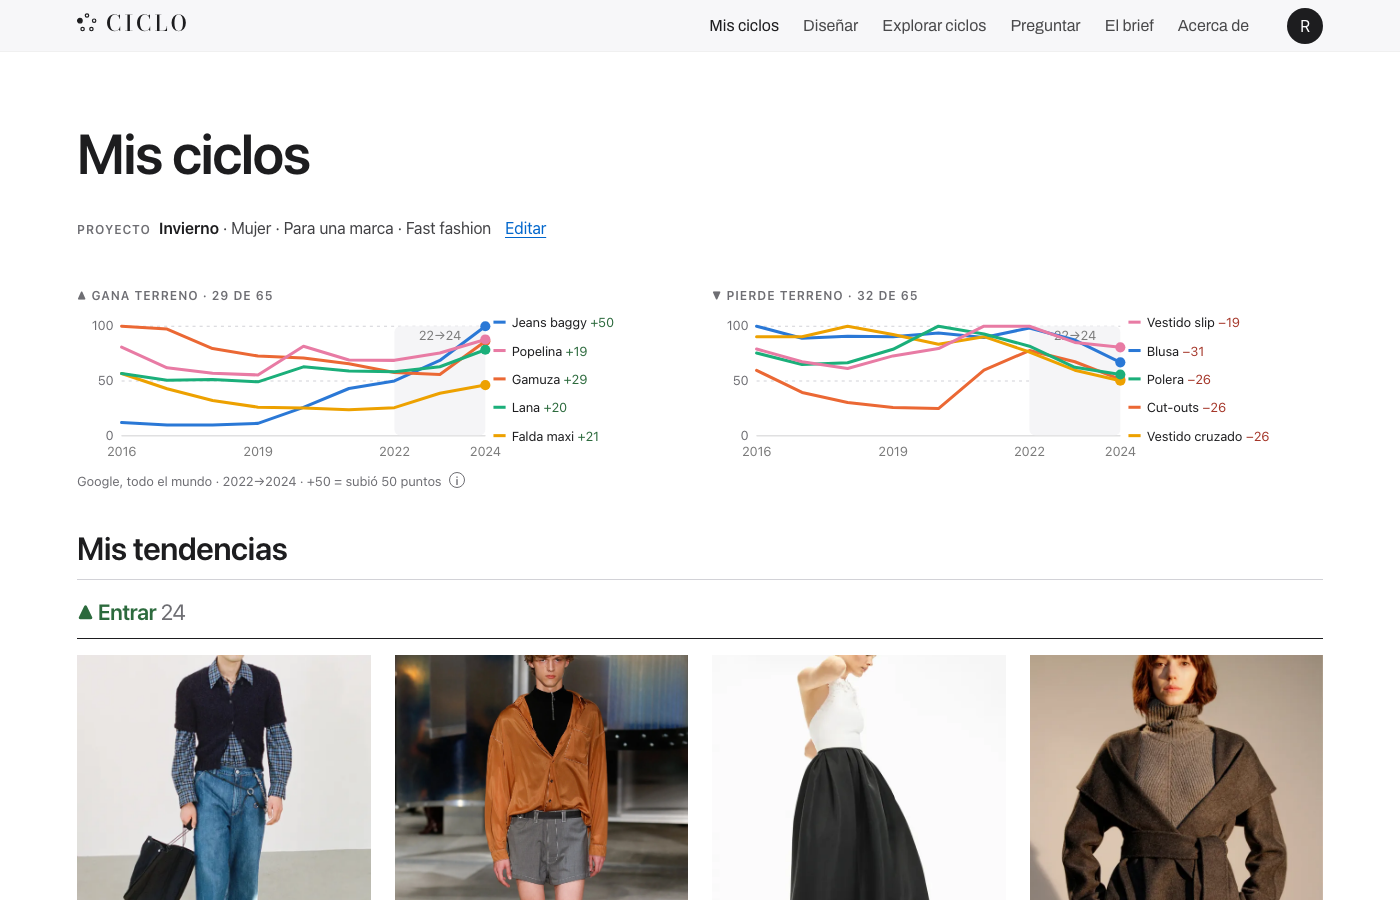 CICLO
Mis ciclos Diseñar Explorar ciclos Preguntar El brief Acerca de R
Mis ciclos
PROYECTO Invierno · Mujer · Para una marca · Fast fashion Editar
▲ GANA TERRENO · 29 DE 65
100
50
0
22→24
2016 2019 2022 2024
Jeans baggy +50
Popelina +19
Gamuza +29
Lana +20
Falda maxi +21
Google, todo el mundo · 2022→2024 · +50 = subió 50 puntos ⓘ
▼ PIERDE TERRENO · 32 DE 65
100
50
0
22→24
2016 2019 2022 2024
Vestido slip −19
Blusa −31
Polera −26
Cut-outs −26
Vestido cruzado −26
Mis tendencias
▲ Entrar 24